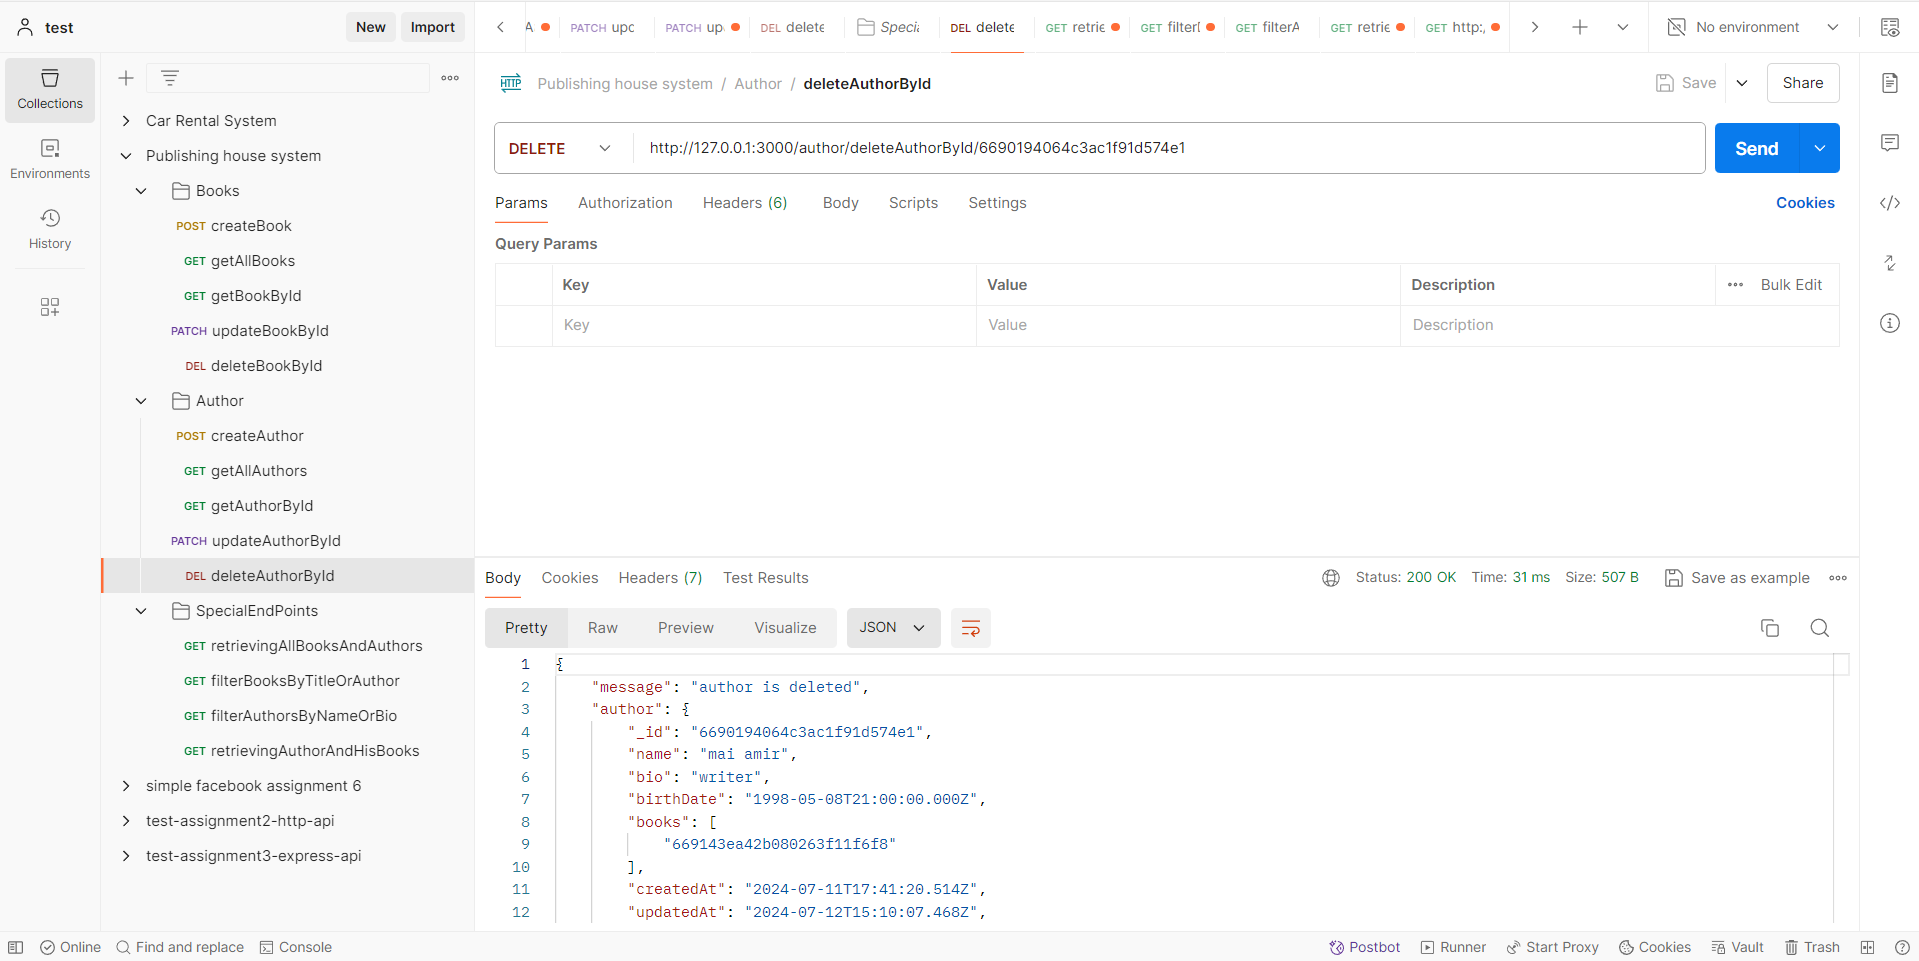 test New Import
A PATCH upc PATCH up DEL delete Speci DEL delete GET retrie GET filter GET filterA GET retrie GET http:/ No environment
Collections
Environments
History
Car Rental System
Publishing house system
Books
POST createBook
GET getAllBooks
GET getBookById
PATCH updateBookById
DEL deleteBookById
Author
POST createAuthor
GET getAllAuthors
GET getAuthorById
PATCH updateAuthorById
DEL deleteAuthorById
SpecialEndPoints
GET retrievingAllBooksAndAuthors
GET filterBooksByTitleOrAuthor
GET filterAuthorsByNameOrBio
GET retrievingAuthorAndHisBooks
simple facebook assignment 6
test-assignment2-http-api
test-assignment3-express-api
HTTP Publishing house system / Author / deleteAuthorById Save Share
DELETE http://127.0.0.1:3000/author/deleteAuthorById/6690194064c3ac1f91d574e1 Send
Params Authorization Headers (6) Body Scripts Settings Cookies
Query Params
Key Value Description Bulk Edit
Key Value Description
Body Cookies Headers (7) Test Results Status: 200 OK Time: 31 ms Size: 507 B Save as example
Pretty Raw Preview Visualize JSON
1 {
2 "message": "author is deleted",
3 "author": {
4 "_id": "6690194064c3ac1f91d574e1",
5 "name": "mai amir",
6 "bio": "writer",
7 "birthDate": "1998-05-08T21:00:00.000Z",
8 "books": [
9 "669143ea42b080263f11f6f8"
10 ],
11 "createdAt": "2024-07-11T17:41:20.514Z",
12 "updatedAt": "2024-07-12T15:10:07.468Z",
Online Find and replace Console Postbot Runner Start Proxy Cookies Vault Trash